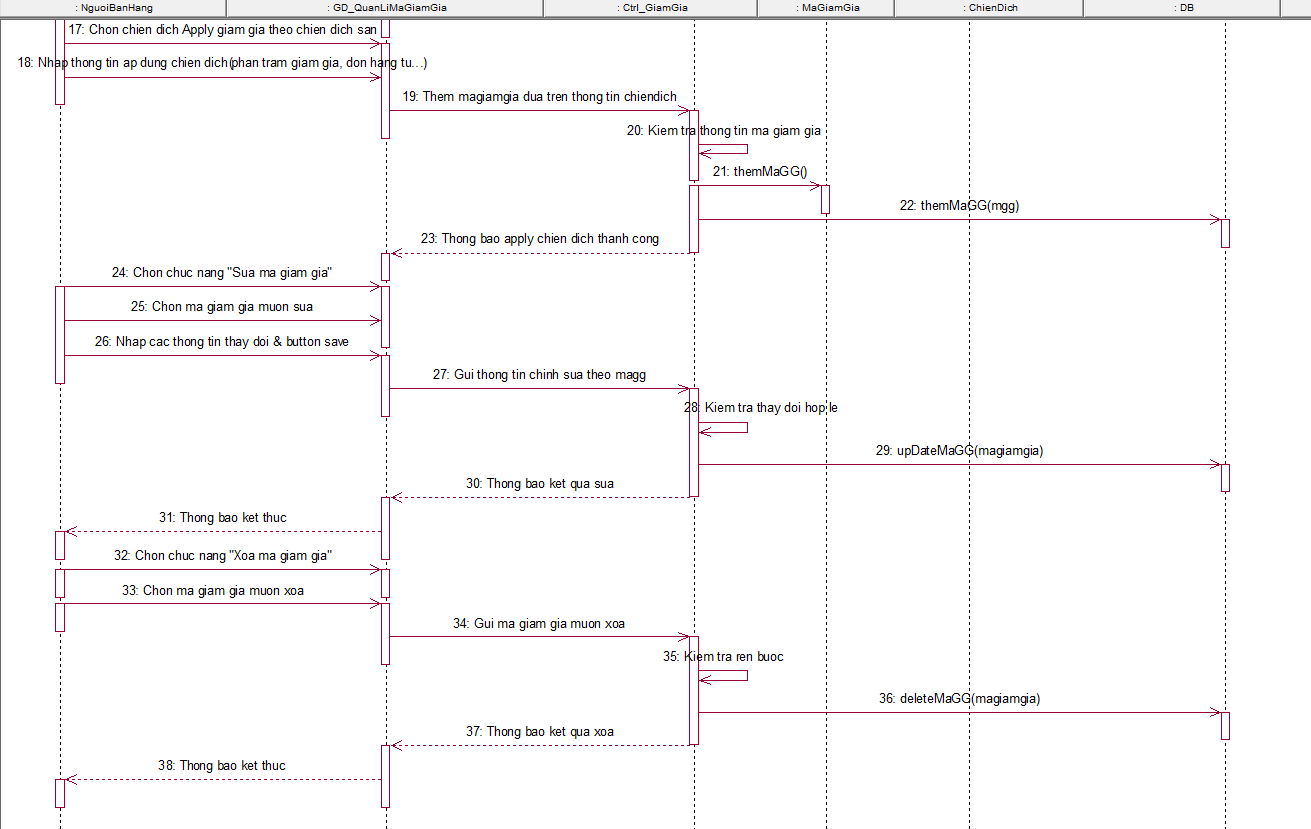 : NguoiBanHang
: GD_QuanLiMaGiamGia
: Ctrl_GiamGia
: MaGiamGia
: ChienDich
: DB
17: Chon chien dich Apply giam gia theo chien dich san
18: Nhap thong tin ap dung chien dich(phan tram giam gia, don hang tu...)
19: Them magiamgia dua tren thong tin chiendich
20: Kiem tra thong tin ma giam gia
21: themMaGG()
22: themMaGG(mgg)
23: Thong bao apply chien dich thanh cong
24: Chon chuc nang "Sua ma giam gia"
25: Chon ma giam gia muon sua
26: Nhap cac thong tin thay doi & button save
27: Gui thong tin chinh sua theo magg
28: Kiem tra thay doi hop le
29: upDateMaGG(magiamgia)
30: Thong bao ket qua sua
31: Thong bao ket thuc
32: Chon chuc nang "Xoa ma giam gia"
33: Chon ma giam gia muon xoa
34: Gui ma giam gia muon xoa
35: Kiem tra ren buoc
36: deleteMaGG(magiamgia)
37: Thong bao ket qua xoa
38: Thong bao ket thuc